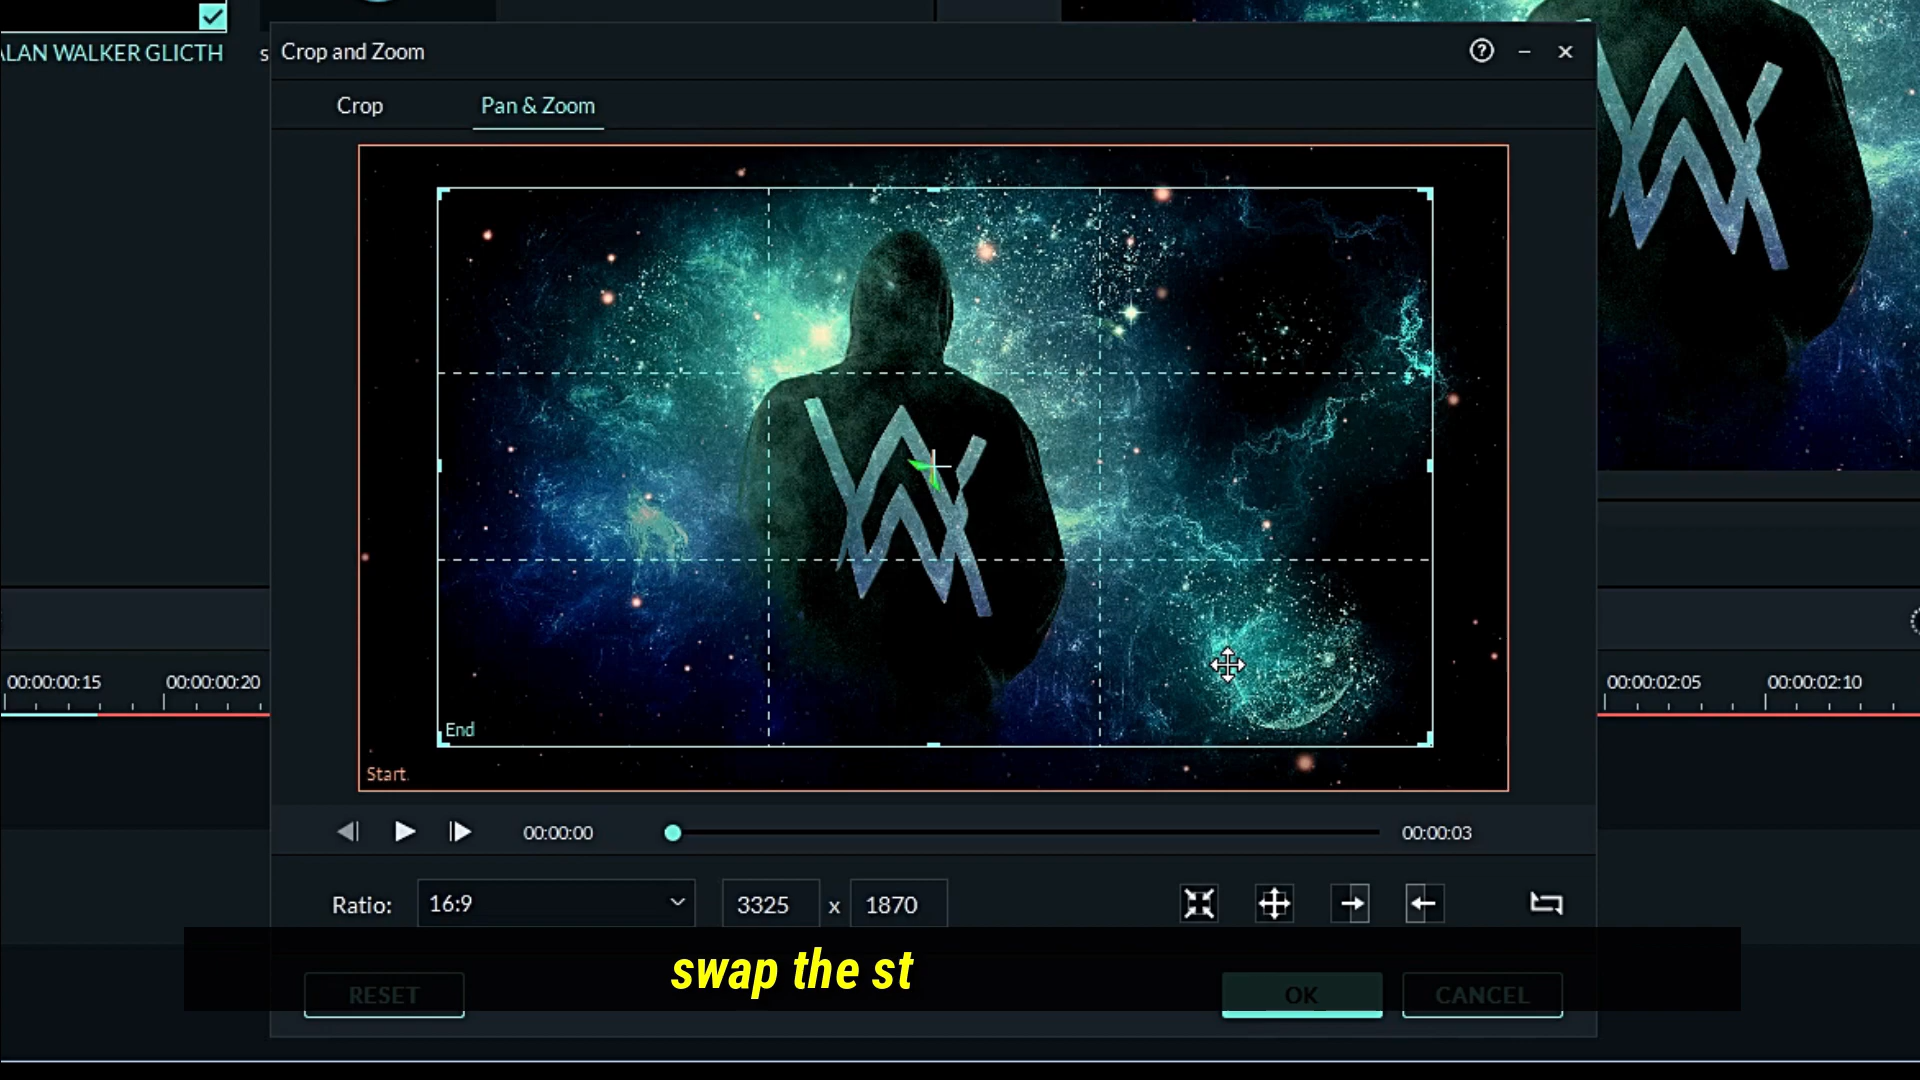 ALAN WALKER GLICTH
s
Crop and Zoom
Crop
Pan & Zoom
End
Start
00:00:00:15
00:00:00:20
00:00:02:05
00:00:02:10
00:00:00
00:00:03
Ratio:
16:9
3325
x
1870
swap the st
RESET
OK
CANCEL